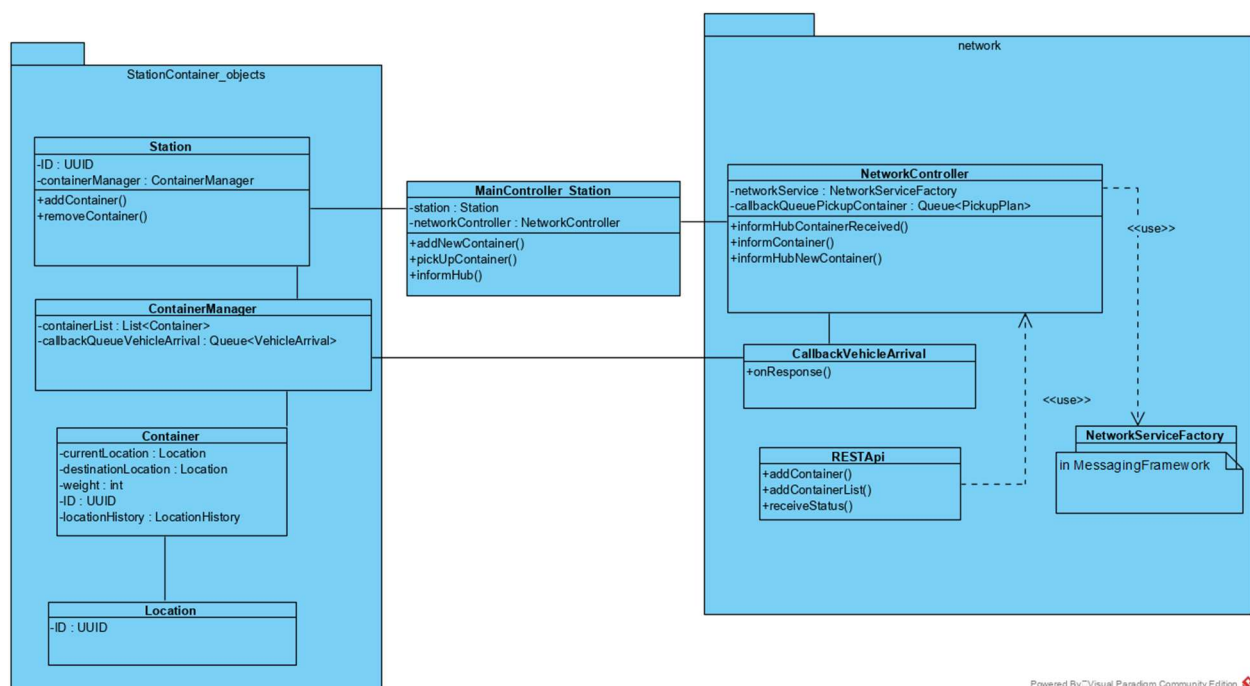 StationContainer_objects
Station
-ID : UUID
-containerManager : ContainerManager
+addContainer()
+removeContainer()
ContainerManager
-containerList : List<Container>
-callbackQueueVehicleArrival : Queue<VehicleArrival>
Container
-currentLocation : Location
-destinationLocation : Location
-weight : int
-ID : UUID
-locationHistory : LocationHistory
Location
-ID : UUID
MainController_Station
-station : Station
-networkController : NetworkController
+addNewContainer()
+pickUpContainer()
+informHub()
network
NetworkController
-networkService : NetworkServiceFactory
-callbackQueuePickupContainer : Queue<PickupPlan>
+informHubContainerReceived()
+informContainer()
+informHubNewContainer()
<<use>>
CallbackVehicleArrival
+onResponse()
<<use>>
RESTApi
+addContainer()
+addContainerList()
+receiveStatus()
NetworkServiceFactory
in MessagingFramework
Powered By Visual Paradigm Community Edition